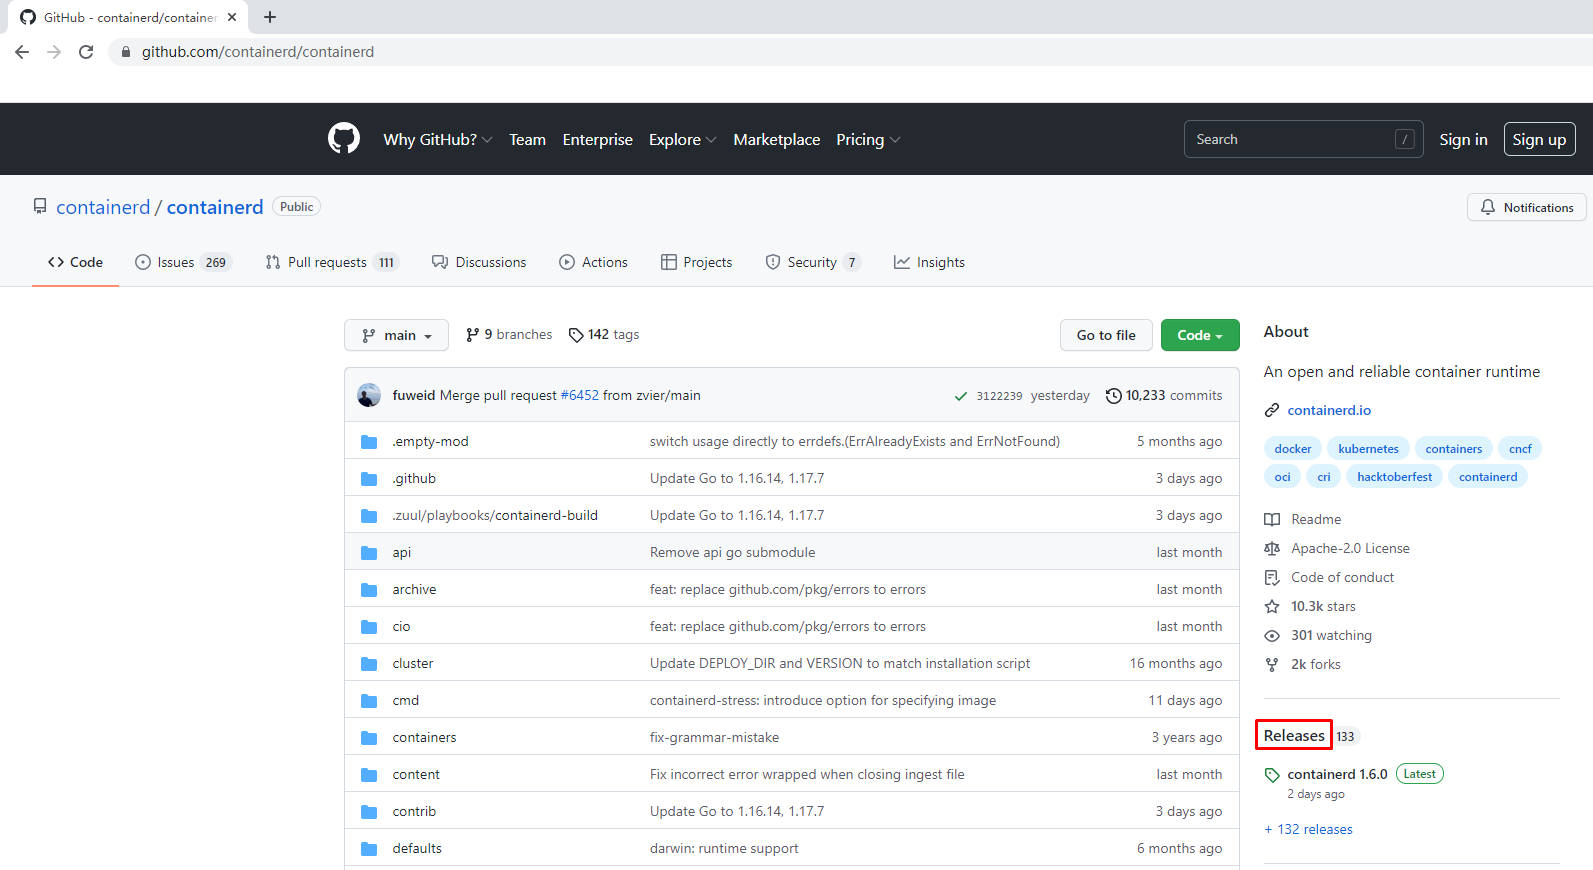 GitHub - containerd/container
github.com/containerd/containerd
Why GitHub? Team Enterprise Explore Marketplace Pricing Search / Sign in Sign up
containerd / containerd Public Notifications
Code Issues 269 Pull requests 111 Discussions Actions Projects Security 7 Insights
main 9 branches 142 tags Go to file Code
fuweid Merge pull request #6452 from zvier/main 3122239 yesterday 10,233 commits
.empty-mod switch usage directly to errdefs.(ErrAlreadyExists and ErrNotFound) 5 months ago
.github Update Go to 1.16.14, 1.17.7 3 days ago
.zuul/playbooks/containerd-build Update Go to 1.16.14, 1.17.7 3 days ago
api Remove api go submodule last month
archive feat: replace github.com/pkg/errors to errors last month
cio feat: replace github.com/pkg/errors to errors last month
cluster Update DEPLOY_DIR and VERSION to match installation script 16 months ago
cmd containerd-stress: introduce option for specifying image 11 days ago
containers fix-grammar-mistake 3 years ago
content Fix incorrect error wrapped when closing ingest file last month
contrib Update Go to 1.16.14, 1.17.7 3 days ago
defaults darwin: runtime support 6 months ago
About
An open and reliable container runtime
containerd.io
docker kubernetes containers cncf
oci cri hacktoberfest containerd
Readme
Apache-2.0 License
Code of conduct
10.3k stars
301 watching
2k forks
Releases 133
containerd 1.6.0 Latest
2 days ago
+ 132 releases